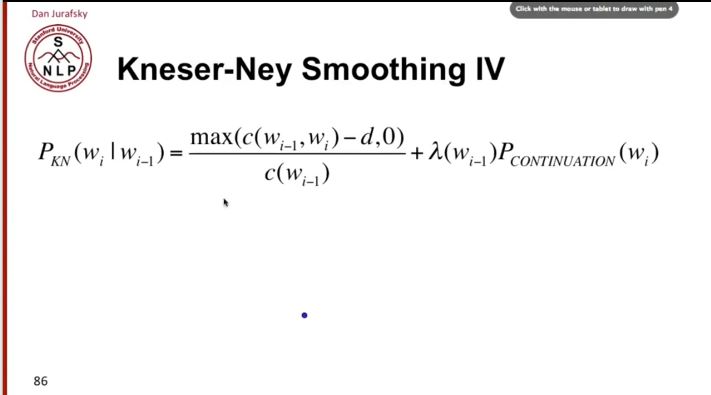 Dan Jurafsky
Click with the mouse or tablet to draw with pen 4
Stanford University
S
NLP
Natural Language Processing
Kneser-Ney Smoothing IV
P_{KN}(w_i | w_{i-1}) = \frac{max(c(w_{i-1}, w_i) - d, 0)}{c(w_{i-1})} + λ(w_{i-1})P_{CONTINUATION}(w_i)
86